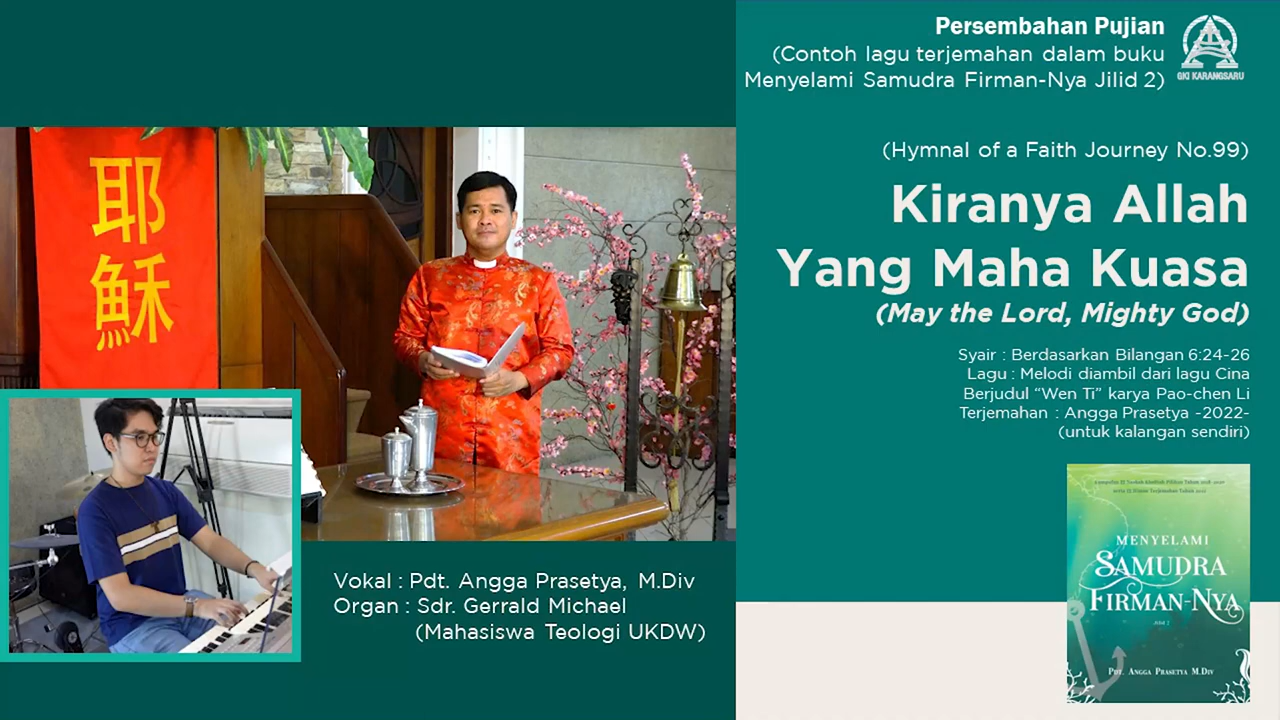 Persembahan Pujian
(Contoh lagu terjemahan dalam buku
Menyelami Samudra Firman-Nya Jilid 2)
GKI KARANGSARU
(Hymnal of a Faith Journey No.99)
Kiranya Allah
Yang Maha Kuasa
(May the Lord, Mighty God)
Syair : Berdasarkan Bilangan 6:24-26
Lagu : Melodi diambil dari lagu Cina
Berjudul “Wen Ti” karya Pao-chen Li
Terjemahan : Angga Prasetya -2022-
(untuk kalangan sendiri)
耶
穌
Vokal : Pdt. Angga Prasetya, M.Div
Organ : Sdr. Gerrald Michael
(Mahasiswa Teologi UKDW)
MENYELAMI
SAMUDRA
FIRMAN-NYA
PDT. ANGGA PRASETYA M.DIV